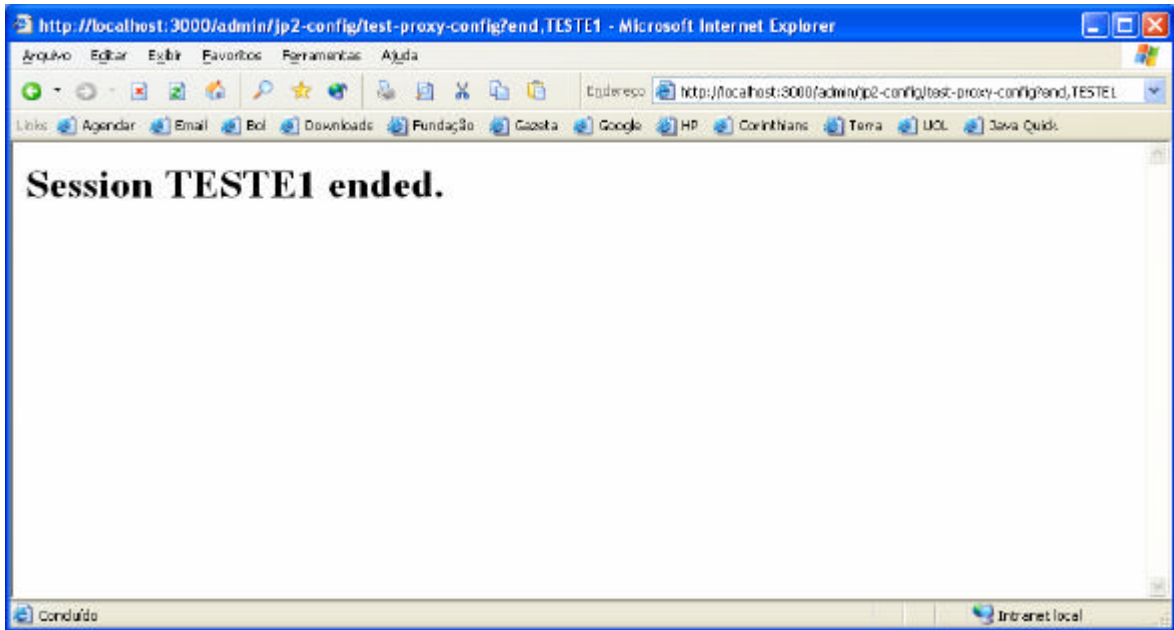 http://localhost:3000/admin/jp2-config/test-proxy-config?end,TESTE1 - Microsoft Internet Explorer
Arquivo Editar Exibir Favoritos Ferramentas Ajuda
Endereço http://localhost:3000/admin/jp2-config/test-proxy-config?end,TESTE1
Links Agendar Email Bol Downloads Fundação Gazeta Google HP Corinthians Terra UOL Java Quick
Session TESTE1 ended.
Concluído Intranet local